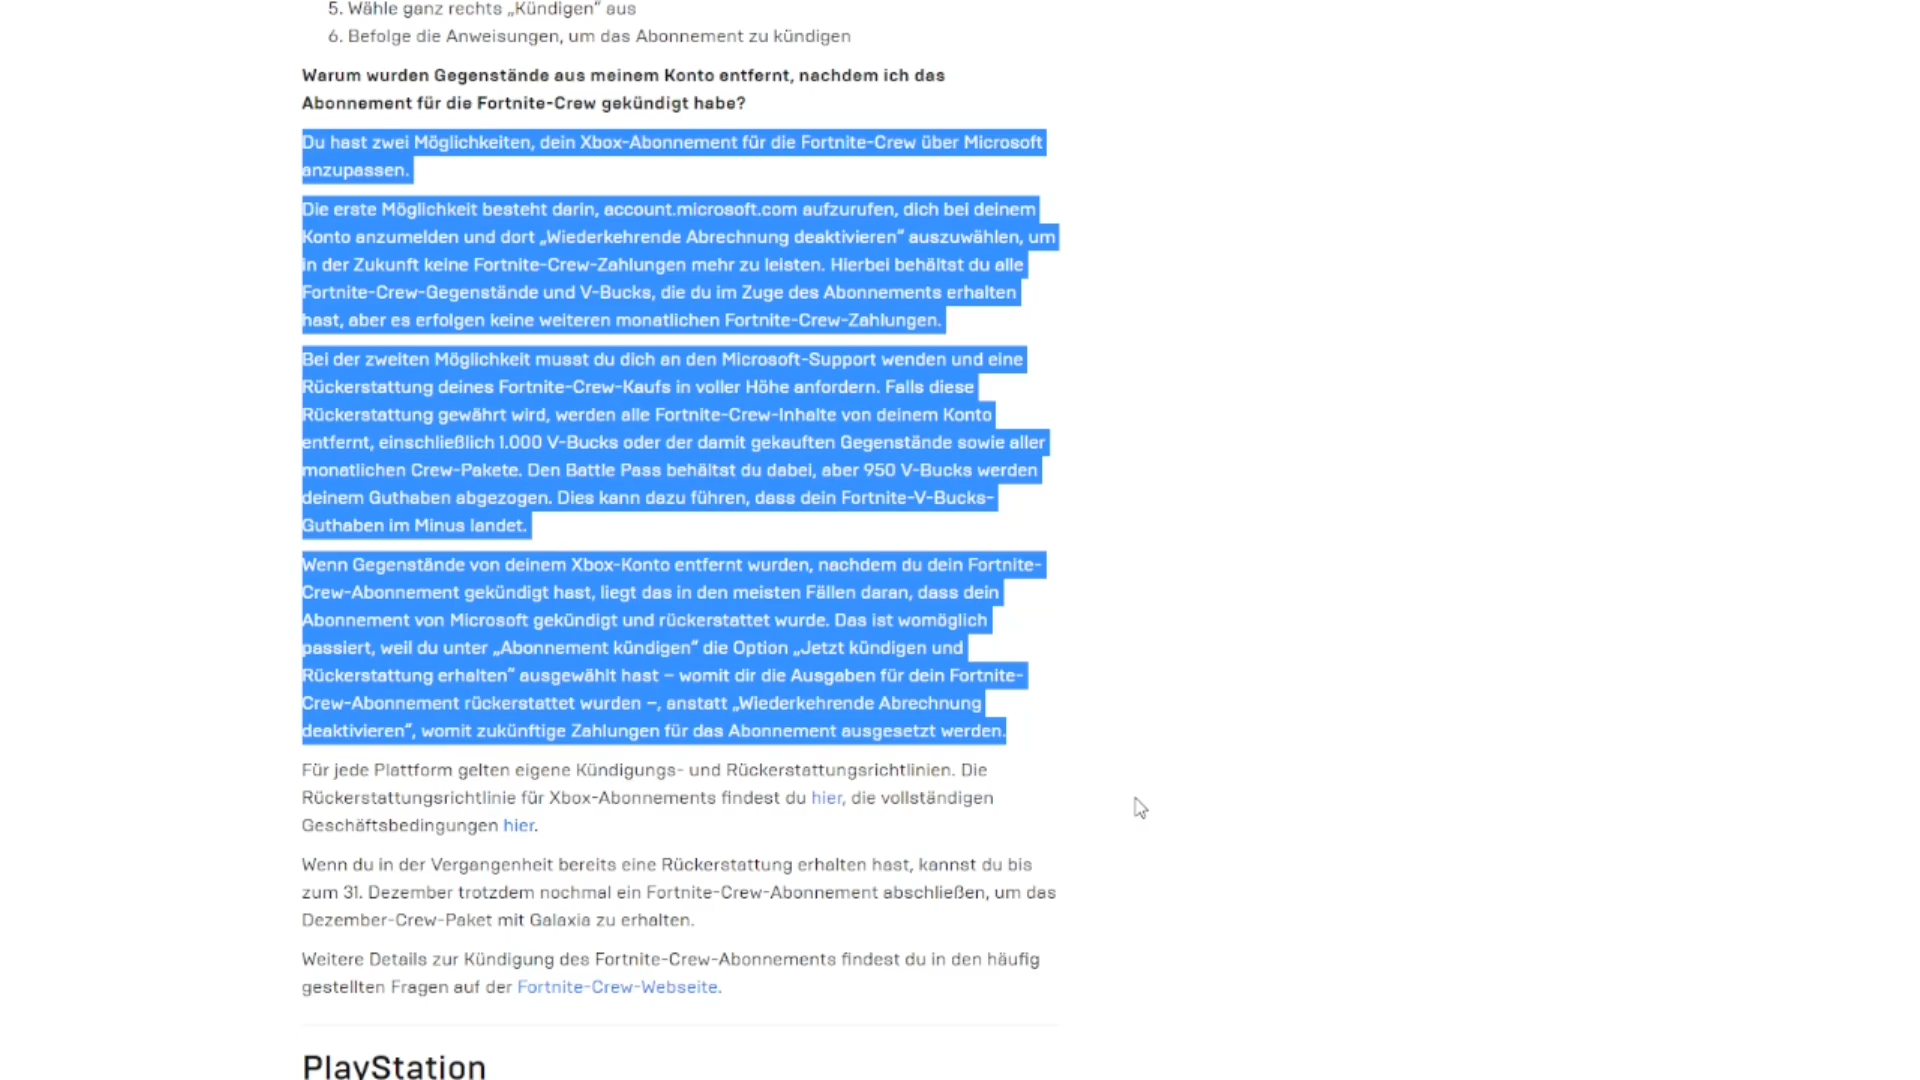 5. Wähle ganz rechts „Kündigen“ aus
6. Befolge die Anweisungen, um das Abonnement zu kündigen
Warum wurden Gegenstände aus meinem Konto entfernt, nachdem ich das
Abonnement für die Fortnite-Crew gekündigt habe?
Du hast zwei Möglichkeiten, dein Xbox-Abonnement für die Fortnite-Crew über Microsoft
anzupassen.
Die erste Möglichkeit besteht darin, account.microsoft.com aufzurufen, dich bei deinem
Konto anzumelden und dort „Wiederkehrende Abrechnung deaktivieren“ auszuwählen, um
in der Zukunft keine Fortnite-Crew-Zahlungen mehr zu leisten. Hierbei behältst du alle
Fortnite-Crew-Gegenstände und V-Bucks, die du im Zuge des Abonnements erhalten
hast, aber es erfolgen keine weiteren monatlichen Fortnite-Crew-Zahlungen.
Bei der zweiten Möglichkeit musst du dich an den Microsoft-Support wenden und eine
Rückerstattung deines Fortnite-Crew-Kaufs in voller Höhe anfordern. Falls diese
Rückerstattung gewährt wird, werden alle Fortnite-Crew-Inhalte von deinem Konto
entfernt, einschließlich 1.000 V-Bucks oder der damit gekauften Gegenstände sowie aller
monatlichen Crew-Pakete. Den Battle Pass behältst du dabei, aber 950 V-Bucks werden
deinem Guthaben abgezogen. Dies kann dazu führen, dass dein Fortnite-V-Bucks-
Guthaben im Minus landet.
Wenn Gegenstände von deinem Xbox-Konto entfernt wurden, nachdem du dein Fortnite-
Crew-Abonnement gekündigt hast, liegt das in den meisten Fällen daran, dass dein
Abonnement von Microsoft gekündigt und rückerstattet wurde. Das ist womöglich
passiert, weil du unter „Abonnement kündigen“ die Option „Jetzt kündigen und
Rückerstattung erhalten“ ausgewählt hast – womit dir die Ausgaben für dein Fortnite-
Crew-Abonnement rückerstattet wurden –, anstatt „Wiederkehrende Abrechnung
deaktivieren“, womit zukünftige Zahlungen für das Abonnement ausgesetzt werden.
Für jede Plattform gelten eigene Kündigungs- und Rückerstattungsrichtlinien. Die
Rückerstattungsrichtlinie für Xbox-Abonnements findest du hier, die vollständigen
Geschäftsbedingungen hier.
Wenn du in der Vergangenheit bereits eine Rückerstattung erhalten hast, kannst du bis
zum 31. Dezember trotzdem nochmal ein Fortnite-Crew-Abonnement abschließen, um das
Dezember-Crew-Paket mit Galaxia zu erhalten.
Weitere Details zur Kündigung des Fortnite-Crew-Abonnements findest du in den häufig
gestellten Fragen auf der Fortnite-Crew-Webseite.
PlayStation